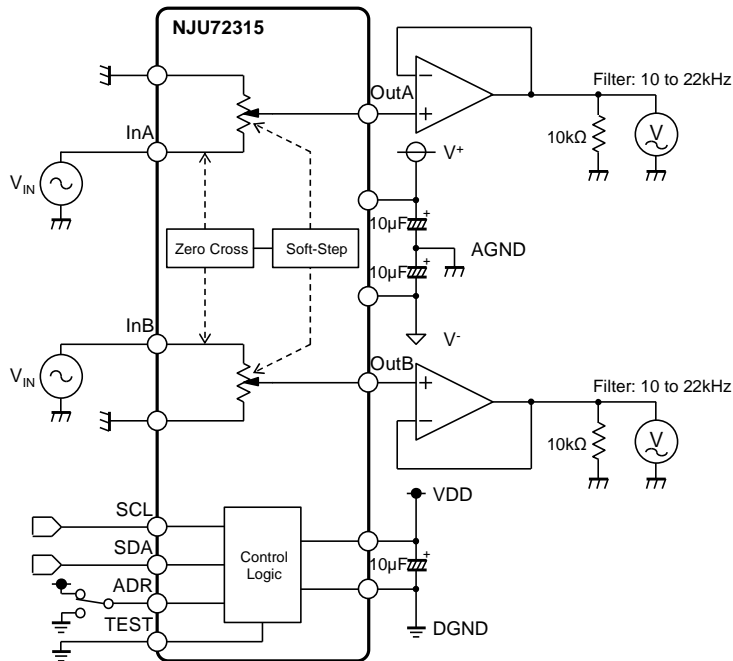 NJU72315
OutA
Filter: 10 to 22kHz
10kΩ
V
InA
V+
VIN
10µF
+
Zero Cross
Soft-Step
AGND
10µF
+
InB
V-
OutB
VIN
Filter: 10 to 22kHz
10kΩ
V
VDD
SCL
SDA
Control
Logic
10µF
+
ADR
TEST
DGND